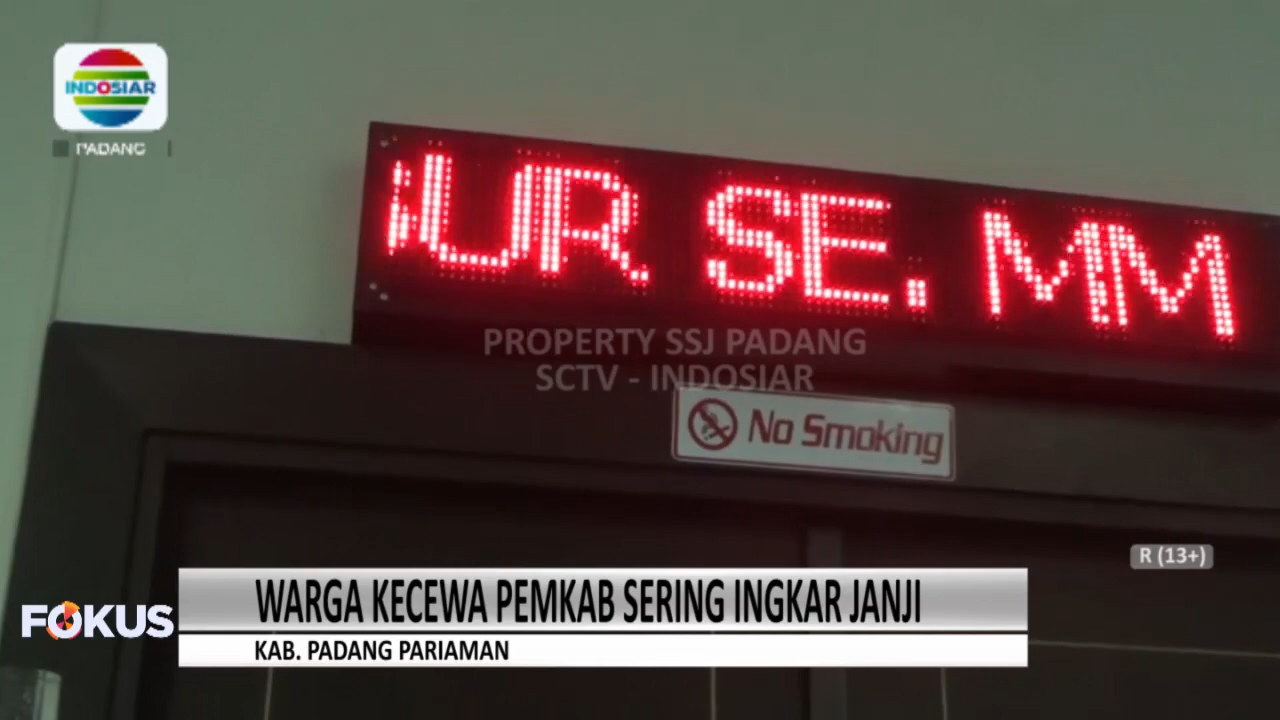 INDOSIAR
PADANG
UR SE. MM
PROPERTY SSJ PADANG
SCTV - INDOSIAR
No Smoking
R (13+)
WARGA KECEWA PEMKAB SERING INGKAR JANJI
FOKUS
KAB. PADANG PARIAMAN